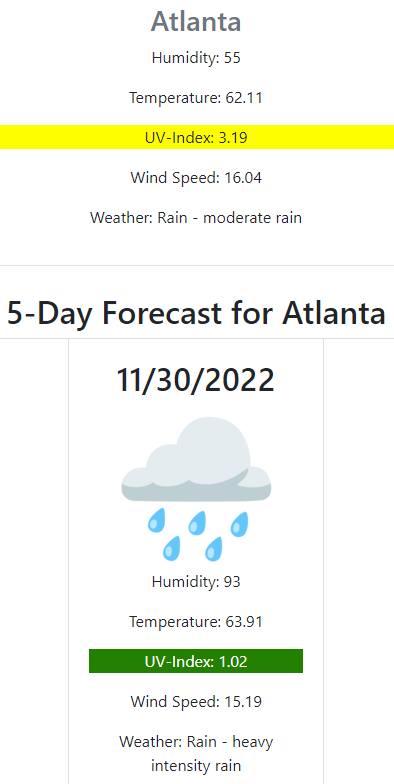 Atlanta
Humidity: 55
Temperature: 62.11
UV-Index: 3.19
Wind Speed: 16.04
Weather: Rain - moderate rain
5-Day Forecast for Atlanta
11/30/2022
Humidity: 93
Temperature: 63.91
UV-Index: 1.02
Wind Speed: 15.19
Weather: Rain - heavy
intensity rain